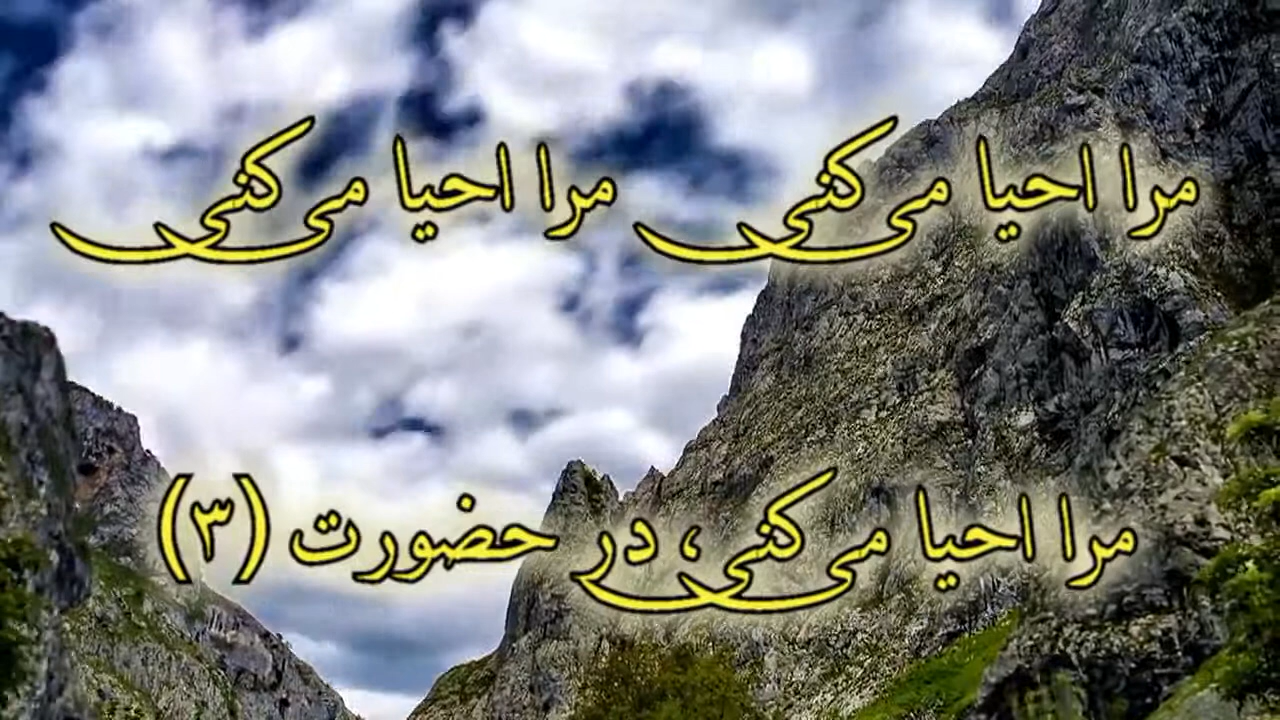 مرا احیا می‌کنی مرا احیا می‌کنی
مرا احیا می‌کنی، در حضورت (۳)